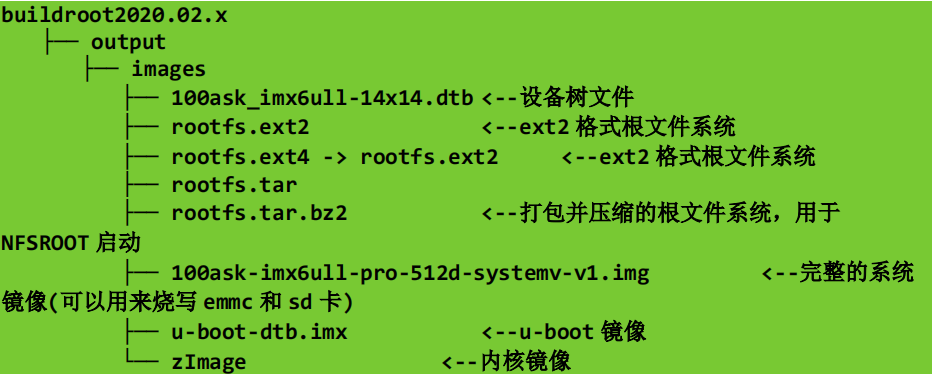 buildroot2020.02.x
├── output
├── images
├── 100ask_imx6ull-14x14.dtb <--设备树文件
├── rootfs.ext2 <--ext2 格式根文件系统
├── rootfs.ext4 -> rootfs.ext2 <--ext2 格式根文件系统
├── rootfs.tar
├── rootfs.tar.bz2 <--打包并压缩的根文件系统，用于
NFSROOT 启动
├── 100ask-imx6ull-pro-512d-systemv-v1.img <--完整的系统
镜像(可以用来烧写 emmc 和 sd 卡)
├── u-boot-dtb.imx <--u-boot 镜像
└── zImage <--内核镜像